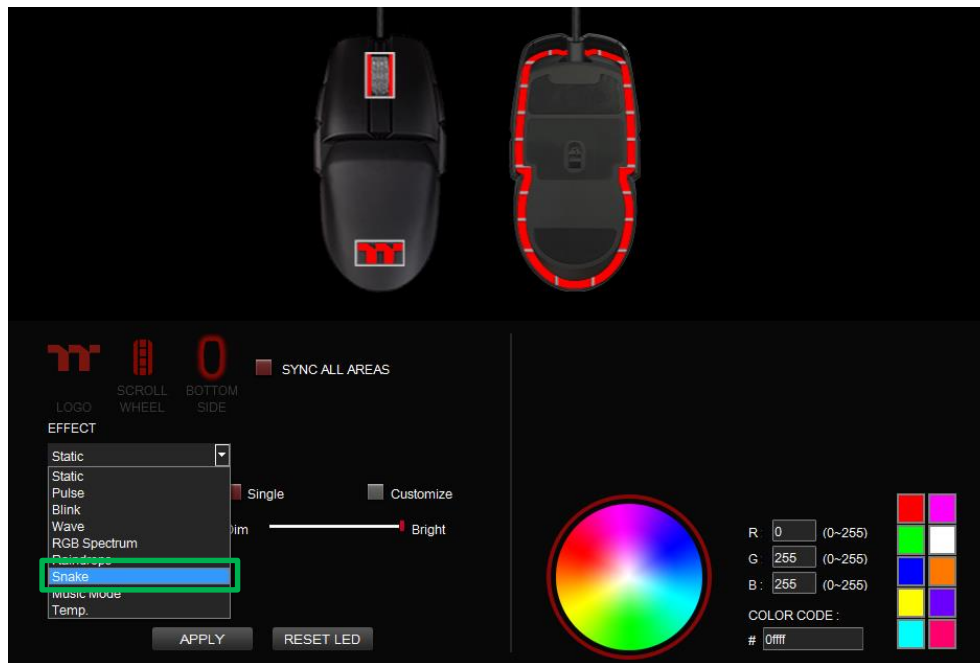 SYNC ALL AREAS
SCROLL WHEEL
BOTTOM SIDE
LOGO
EFFECT
Static
Static
Pulse
Blink
Wave
RGB Spectrum
Raindrops
Snake
Music Mode
Temp.
Single
Customize
Dim
Bright
APPLY
RESET LED
R: 0 (0~255)
G: 255 (0~255)
B: 255 (0~255)
COLOR CODE :
# 0ffff